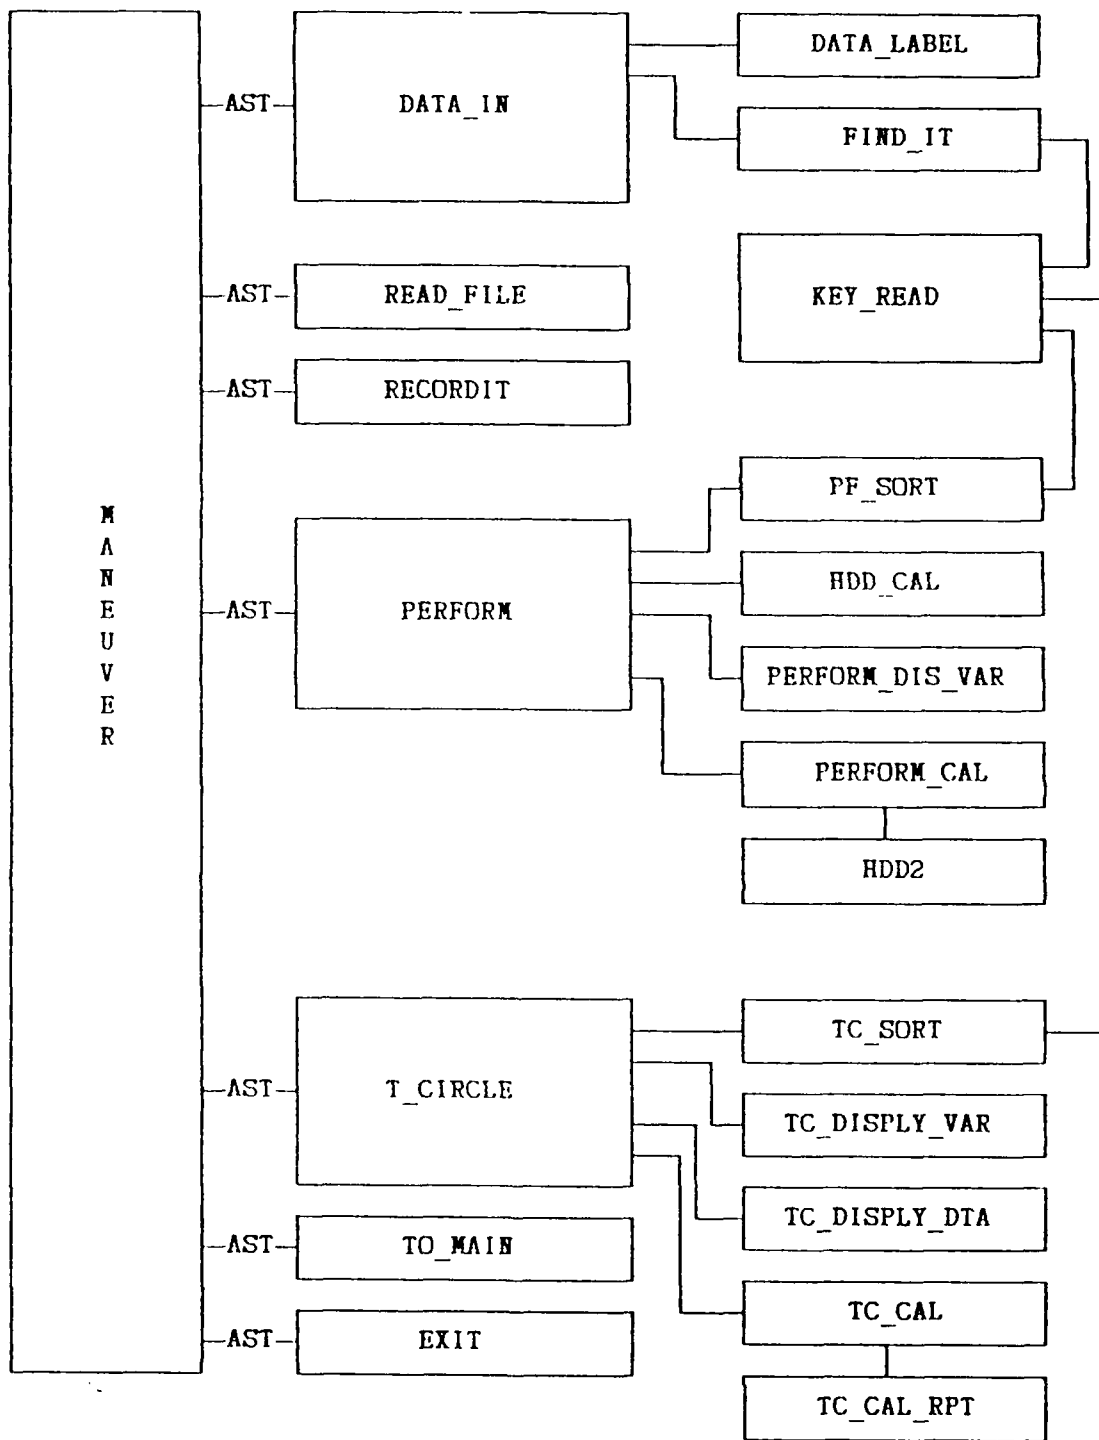 MANEUVER
AST
DATA_IN
DATA_LABEL
FIND_IT
KEY_READ
AST
READ_FILE
AST
RECORDIT
AST
PERFORM
PF_SORT
HDD_CAL
PERFORM_DIS_VAR
PERFORM_CAL
HDD2
AST
T_CIRCLE
TC_SORT
TC_DISPLY_VAR
TC_DISPLY_DTA
TC_CAL
TC_CAL_RPT
AST
TO_MAIN
AST
EXIT